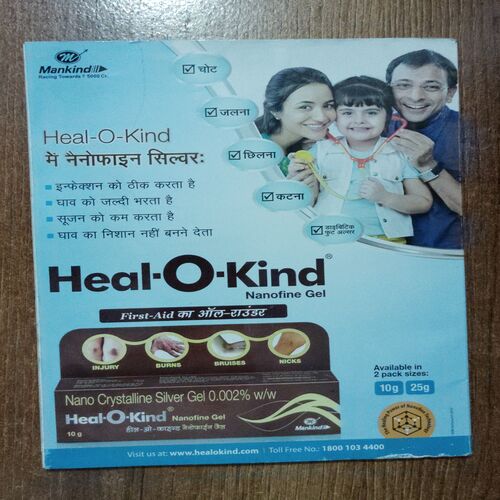 Mankind
Racing Towards ₹ 5000 Cr.
चोट
जलना
छिलना
कटना
डाइबिटिक
फुट अल्सर
Heal-O-Kind
में नैनोफाइन सिल्वरः
इन्फेक्शन को ठीक करता है
घाव को जल्दी भरता है
सूजन को कम करता है
घाव का निशान नहीं बनने देता
Heal-O-Kind®
Nanofine Gel
First-Aid का ऑल-राउंडर
INJURY BURNS BRUISES NICKS
Nano Crystalline Silver Gel 0.002% w/w
Heal-O-Kind® Nanofine Gel
हील-ओ-काइन्ड नैनोफाईन जैल
10 g
Mankind
Available in
2 pack sizes:
10g 25g
Visit us at: www.healokind.com | Toll Free No.: 1800 103 4400